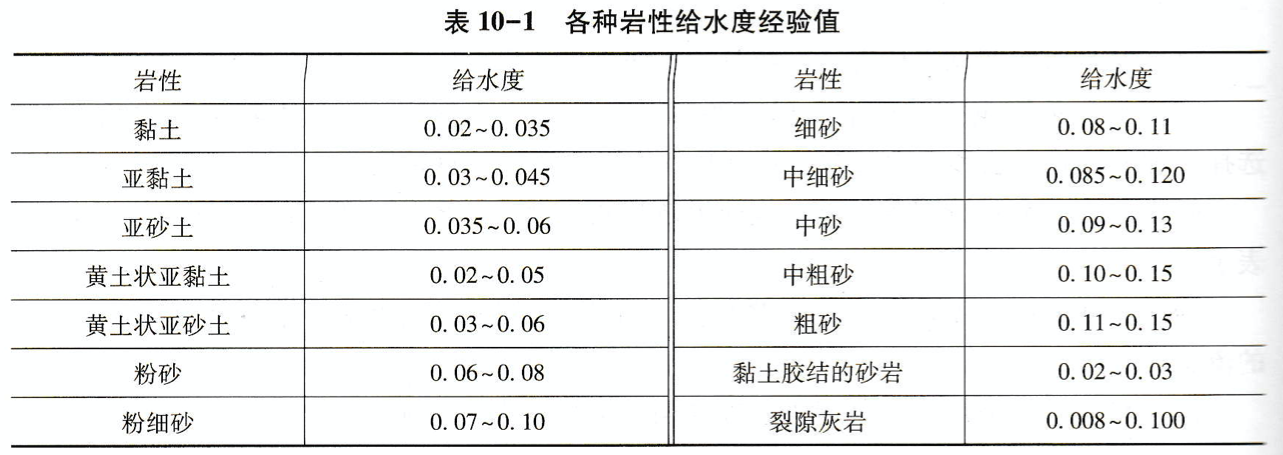 表 10-1 各种岩性给水度经验值
岩性 给水度 岩性 给水度
黏土 0.02~0.035 细砂 0.08~0.11
亚黏土 0.03~0.045 中细砂 0.085~0.120
亚砂土 0.035~0.06 中砂 0.09~0.13
黄土状亚黏土 0.02~0.05 中粗砂 0.10~0.15
黄土状亚砂土 0.03~0.06 粗砂 0.11~0.15
粉砂 0.06~0.08 黏土胶结的砂岩 0.02~0.03
粉细砂 0.07~0.10 裂隙灰岩 0.008~0.100